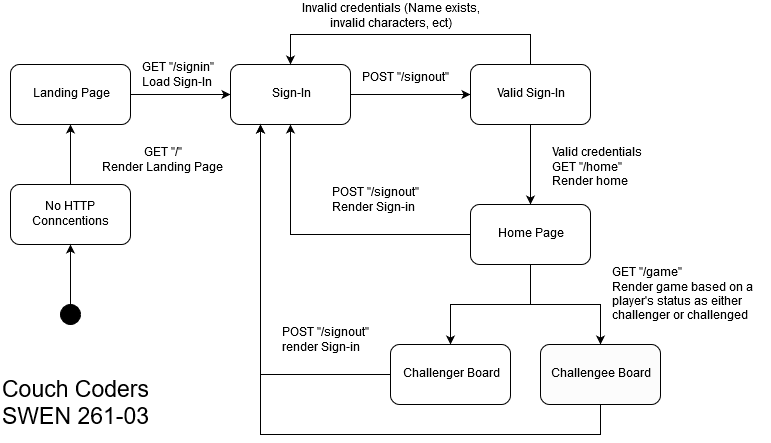 Invalid credentials (Name exists,
invalid characters, ect)
GET "/signin"
Load Sign-In
POST "/signout"
Landing Page
Sign-In
Valid Sign-In
GET "/"
Render Landing Page
Valid credentials
GET "/home"
Render home
No HTTP
Conncentions
POST "/signout"
Render Sign-in
Home Page
GET "/game"
Render game based on a
player's status as either
challenger or challenged
POST "/signout"
render Sign-in
Challenger Board
Challengee Board
Couch Coders
SWEN 261-03